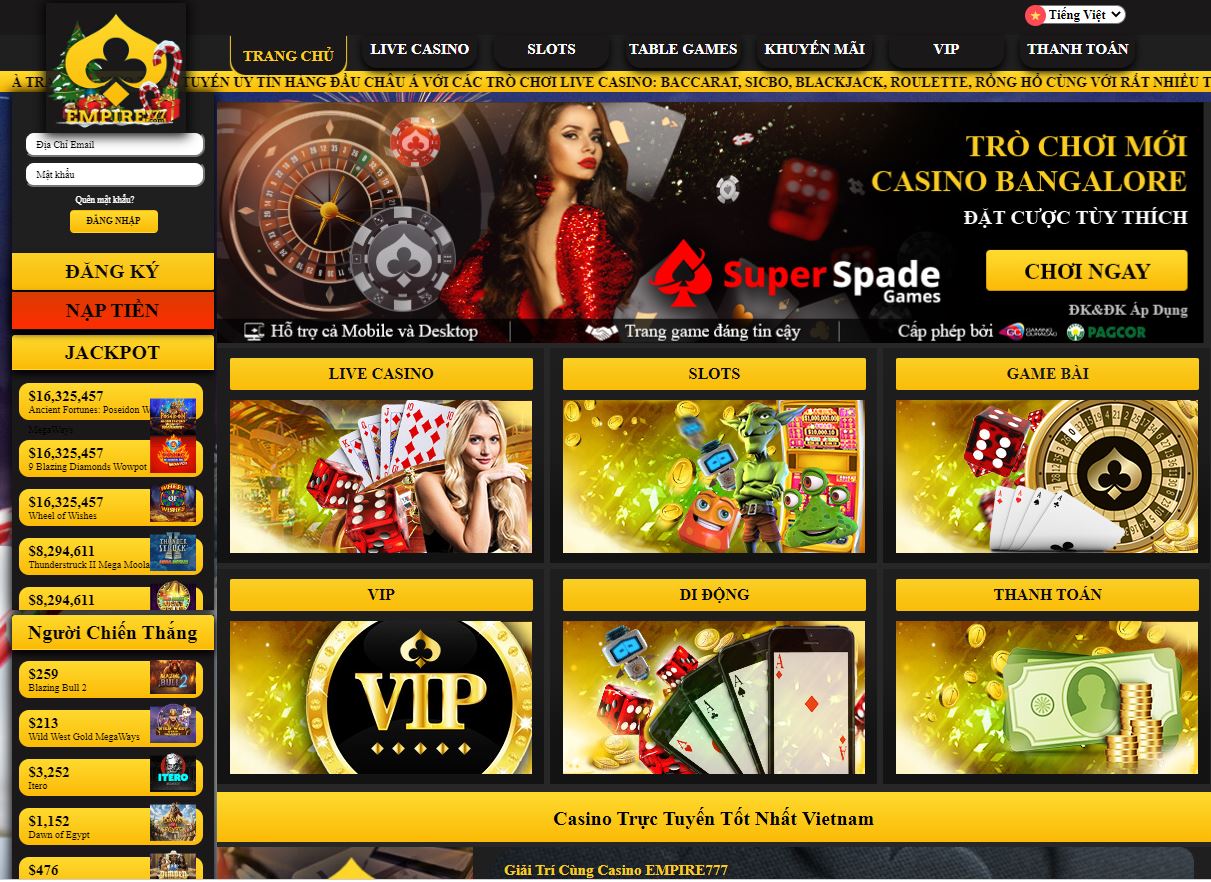 Tiếng Việt
EMPIRE777
.com
TRANG CHỦ
LIVE CASINO
SLOTS
TABLE GAMES
KHUYẾN MÃI
VIP
THANH TOÁN
TUYẾN UY TÍN HÀNG ĐẦU CHÂU Á VỚI CÁC TRÒ CHƠI LIVE CASINO: BACCARAT, SICBO, BLACKJACK, ROULETTE, RỒNG HỔ CÙNG VỚI RẤT NHIỀU
Địa Chỉ Email
Mật khẩu
Quên mật khẩu?
ĐĂNG NHẬP
ĐĂNG KÝ
NẠP TIỀN
JACKPOT
$16,325,457
Ancient Fortunes: Poseidon
MegaWays
$16,325,457
9 Blazing Diamonds Wowpot
$16,325,457
Wheel of Wishes
$8,294,611
Thunderstruck II Mega Moola
$8,294,611
Người Chiến Thắng
$259
Blazing Bull 2
$213
Wild West Gold MegaWays
$3,252
Itero
ITERO
$1,152
Dawn of Egypt
$476
TRÒ CHƠI MỚI
CASINO BANGALORE
ĐẶT CƯỢC TÙY THÍCH
Super Spade
Games
CHƠI NGAY
ĐK&ĐK Áp Dụng
Hỗ trợ cả Mobile và Desktop
Trang game đáng tin cậy
Cấp phép bởi
GC GAMING CURACAO
PAGCOR
LIVE CASINO
SLOTS
GAME BÀI
VIP
DI ĐỘNG
THANH TOÁN
VIP
Casino Trực Tuyến Tốt Nhất Vietnam
Giải Trí Cùng Casino EMPIRE777